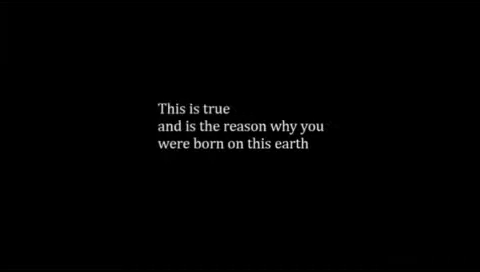 This is true
and is the reason why you
were born on this earth